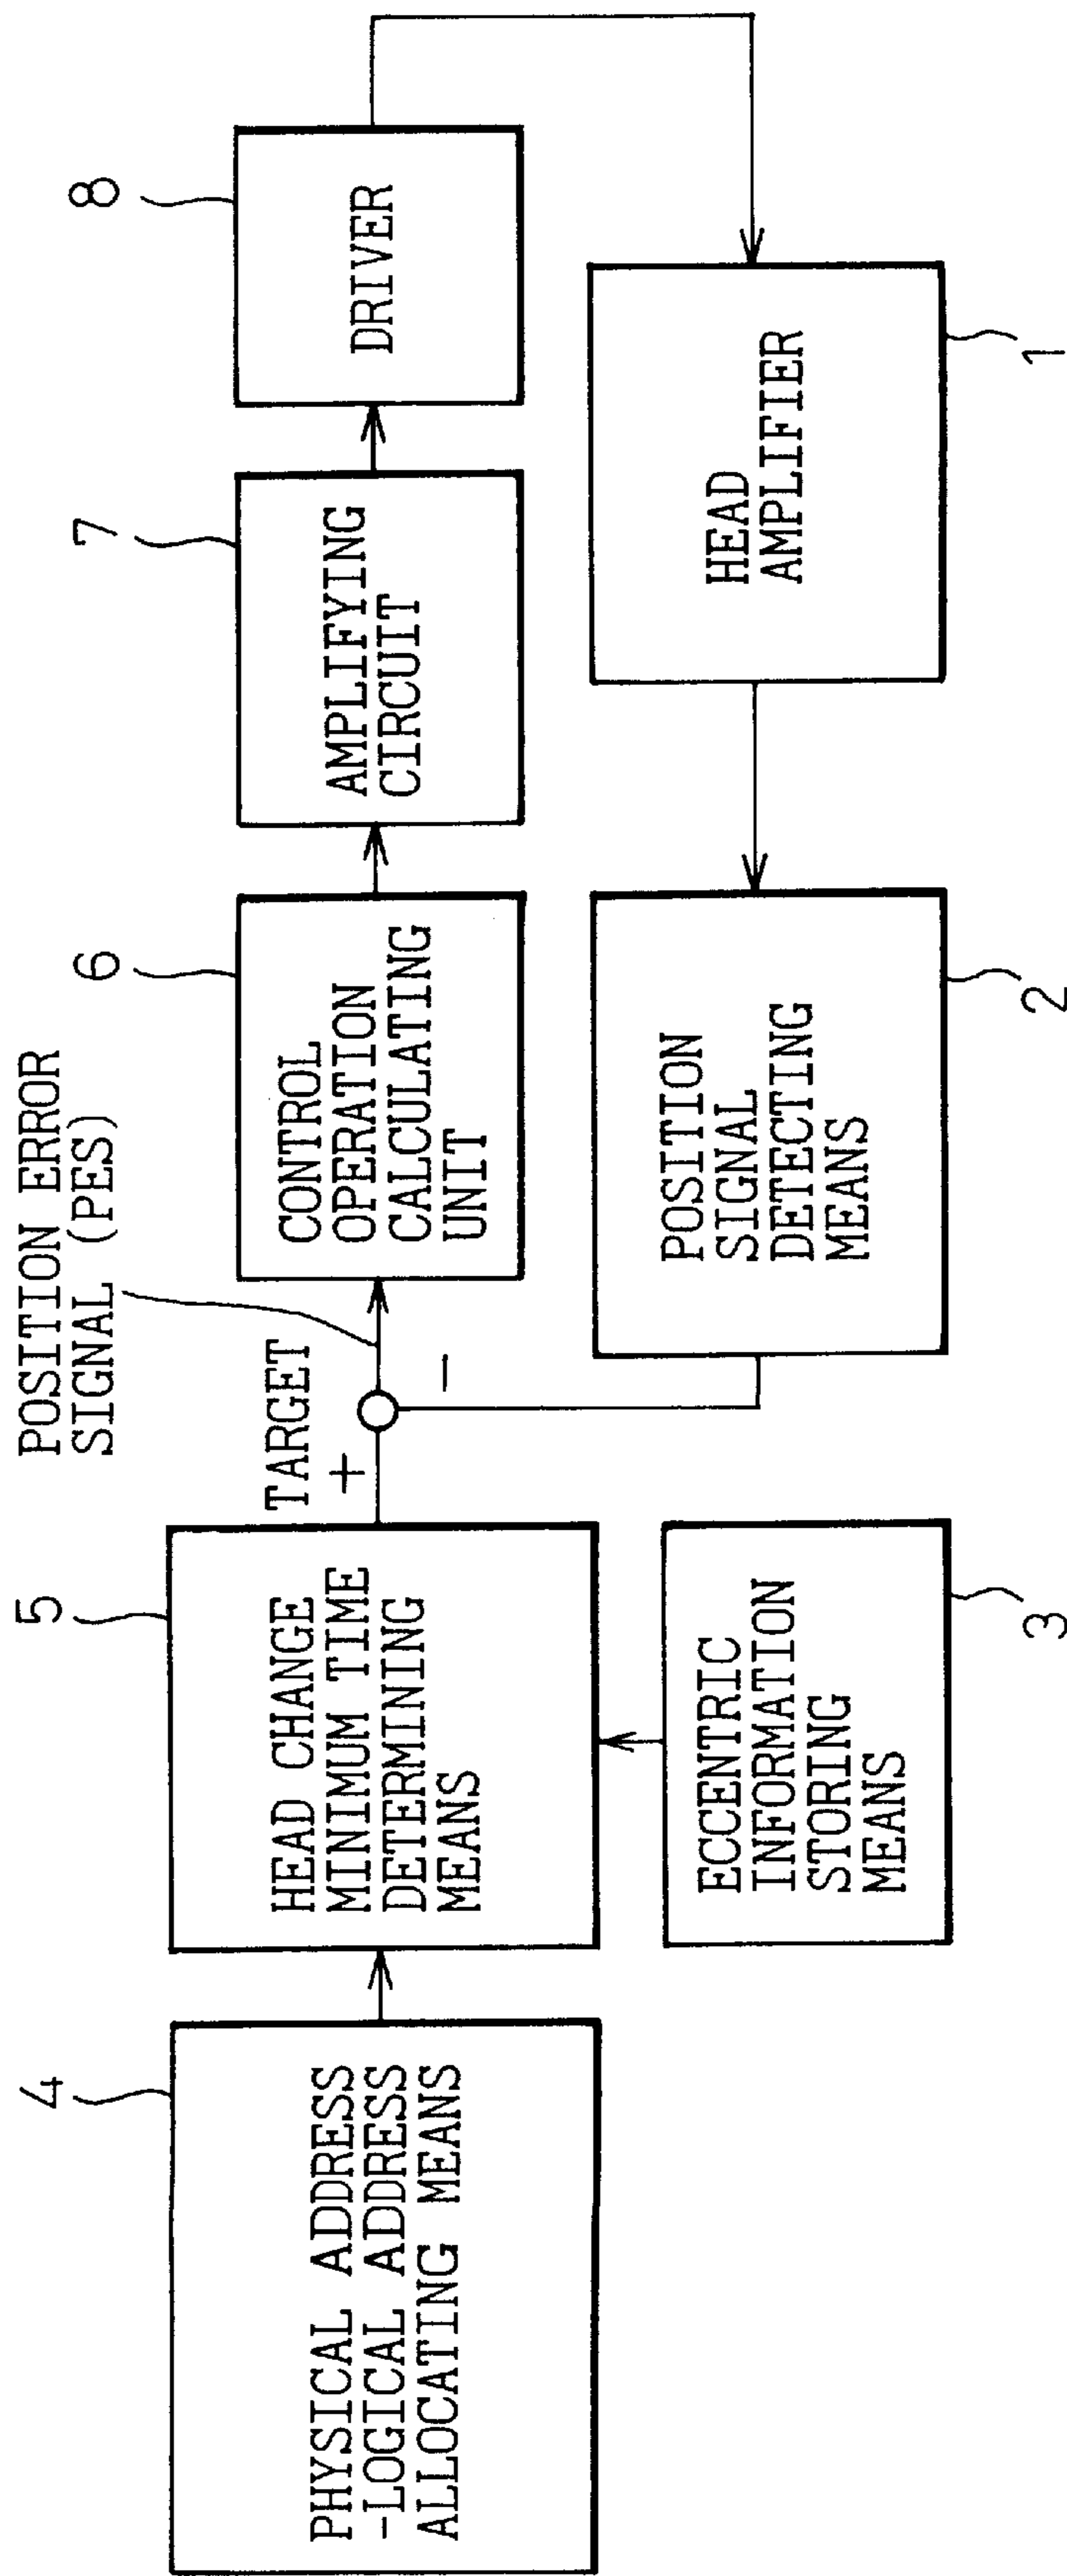 POSITION ERROR
SIGNAL (PES)
4
PHYSICAL ADDRESS
-LOGICAL ADDRESS
ALLOCATING MEANS
5
HEAD CHANGE
MINIMUM TIME
DETERMINING
MEANS
TARGET
+
-
6
CONTROL
OPERATION
CALCULATING
UNIT
7
AMPLIFYING
CIRCUIT
8
DRIVER
ECCENTRIC
INFORMATION
STORING
MEANS
3
POSITION
SIGNAL
DETECTING
MEANS
2
HEAD
AMPLIFIER
1